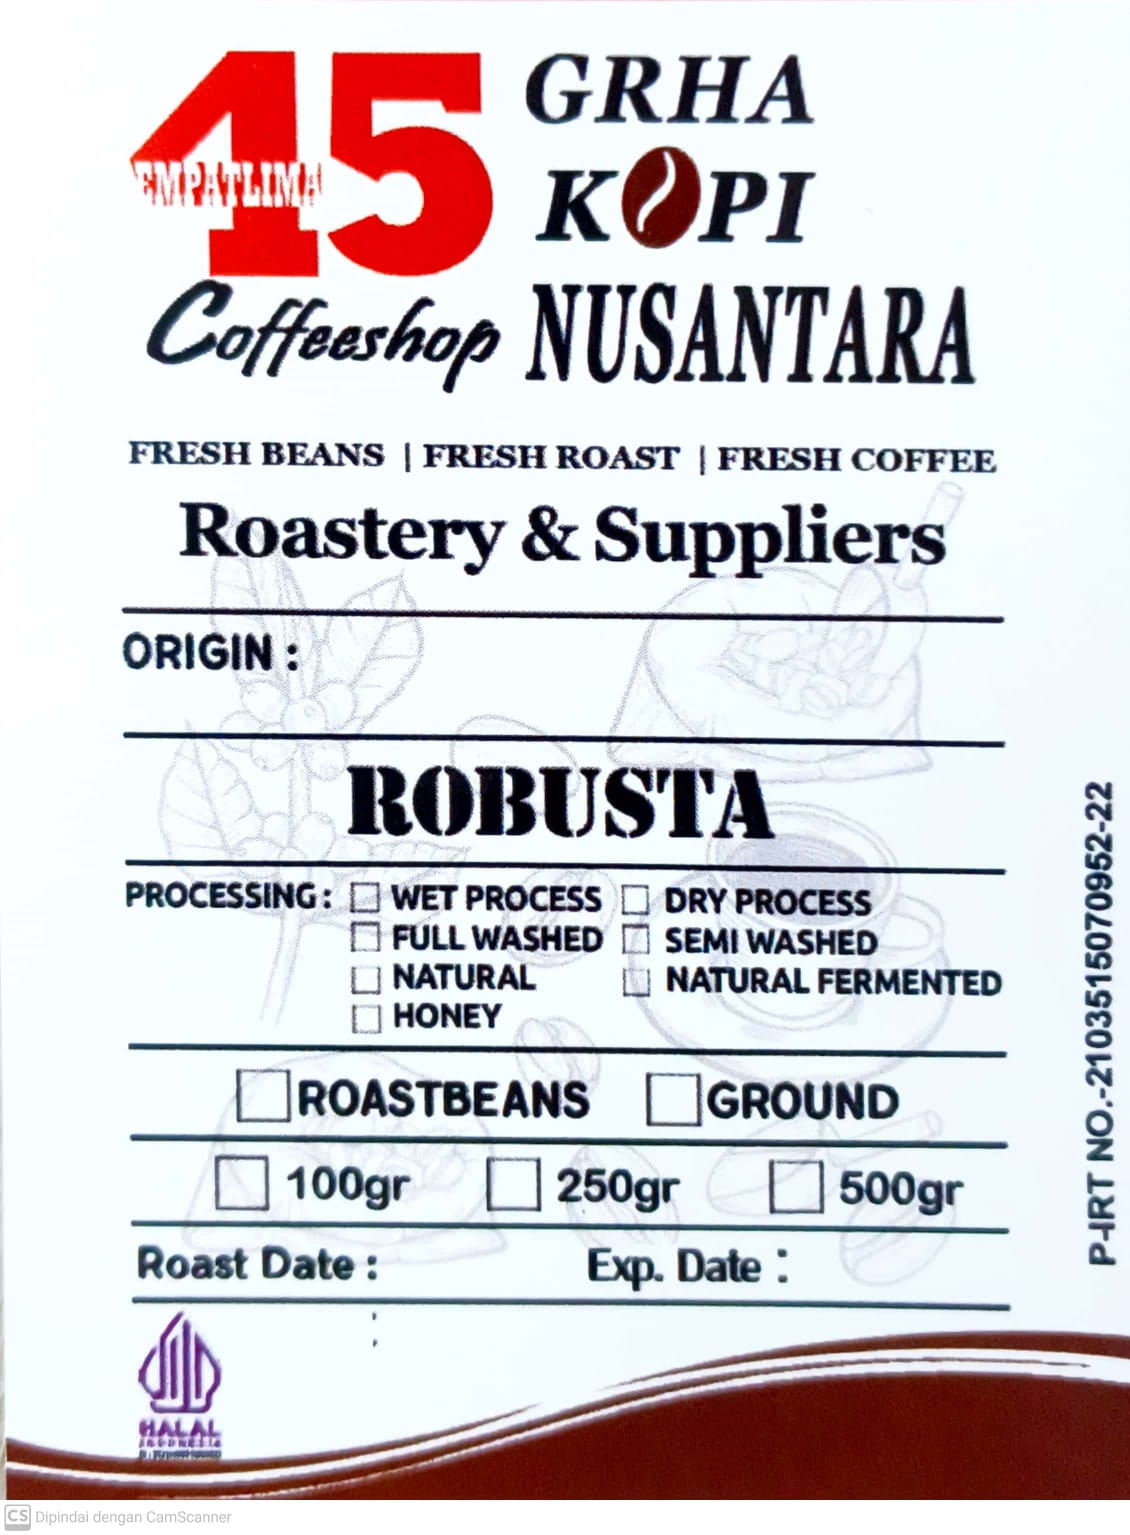 45
EMPATLIMA
Coffeeshop
GRHA
KOPI
NUSANTARA
FRESH BEANS | FRESH ROAST | FRESH COFFEE
Roastery & Suppliers
ORIGIN :
ROBUSTA
PROCESSING : WET PROCESS DRY PROCESS
FULL WASHED SEMI WASHED
NATURAL NATURAL FERMENTED
HONEY
ROASTBEANS GROUND
100gr 250gr 500gr
Roast Date : Exp. Date :
:
HALAL
INDONESIA
P-IRT NO.-2103515070952-22
CS Dipindai dengan CamScanner